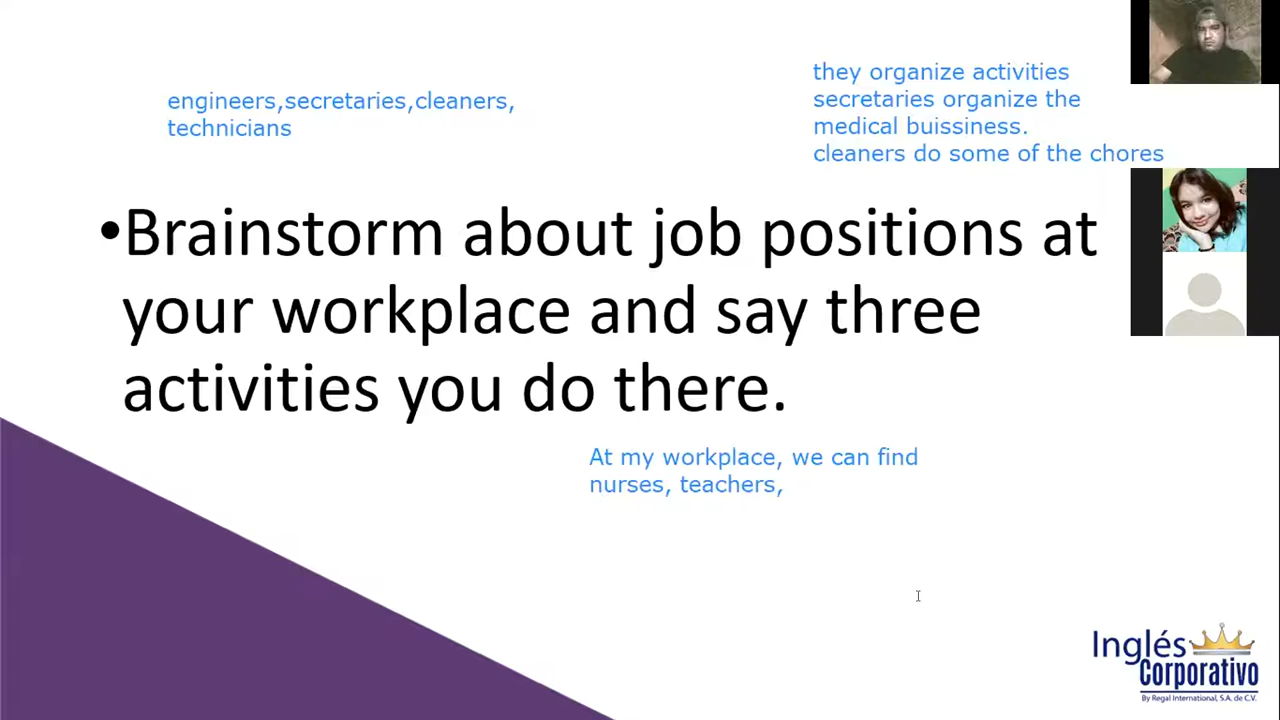 engineers,secretaries,cleaners,
technicians
they organize activities
secretaries organize the
medical buissiness.
cleaners do some of the chores
•Brainstorm about job positions at
your workplace and say three
activities you do there.
At my workplace, we can find
nurses, teachers,
Inglés
Corporativo
By Regal International, S.A. de C.V.